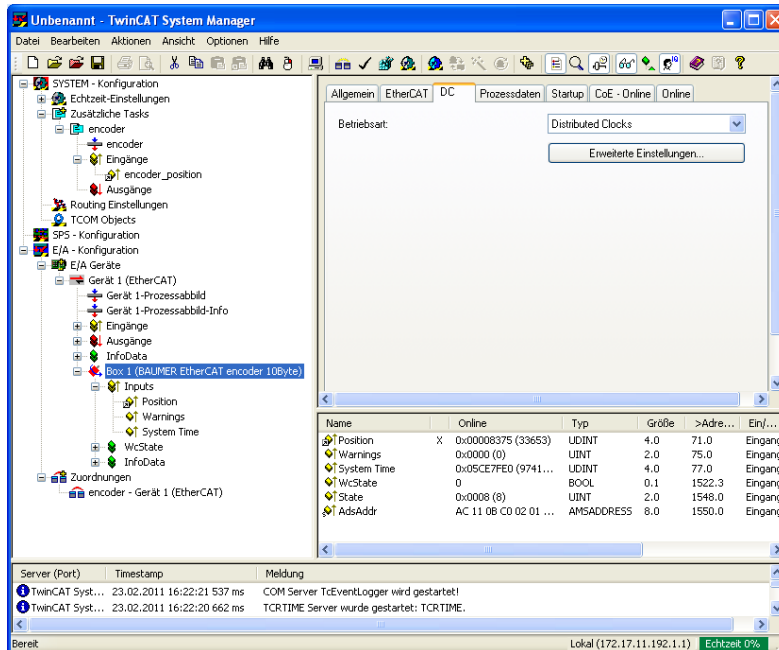 Unbenannt - TwinCAT System Manager
Datei Bearbeiten Aktionen Ansicht Optionen Hilfe
SYSTEM - Konfiguration
Echtzeit-Einstellungen
Zusätzliche Tasks
encoder
encoder
Eingänge
encoder_position
Ausgänge
Routing Einstellungen
TCOM Objects
SPS - Konfiguration
E/A - Konfiguration
E/A Geräte
Gerät 1 (EtherCAT)
Gerät 1-Prozessabbild
Gerät 1-Prozessabbild-Info
Eingänge
Ausgänge
InfoData
Box 1 (BAUMER EtherCAT encoder 10Byte)
Inputs
Position
Warnings
System Time
WcState
InfoData
Zuordnungen
encoder - Gerät 1 (EtherCAT)
Allgemein EtherCAT DC Prozessdaten Startup CoE - Online Online
Betriebsart: Distributed Clocks
Erweiterte Einstellungen...
Name Online Typ Größe >Adre... Ein/...
Position X 0x00008375 (33653) UDINT 4.0 71.0 Eingang
Warnings 0x0000 (0) UINT 2.0 75.0 Eingang
System Time 0x05CE7FE0 (9741... UDINT 4.0 77.0 Eingang
WcState 0 BOOL 0.1 1522.3 Eingang
State 0x0008 (8) UINT 2.0 1548.0 Eingang
AdsAddr AC 11 0B C0 02 01 ... AMSADDRESS 8.0 1550.0 Eingang
Server (Port) Timestamp Meldung
TwinCAT Syst... 23.02.2011 16:22:21 537 ms COM Server TcEventLogger wird gestartet!
TwinCAT Syst... 23.02.2011 16:22:20 662 ms TCRTIME Server wurde gestartet: TCRTIME.
Bereit Lokal (172.17.11.192.1.1) Echtzeit 0%